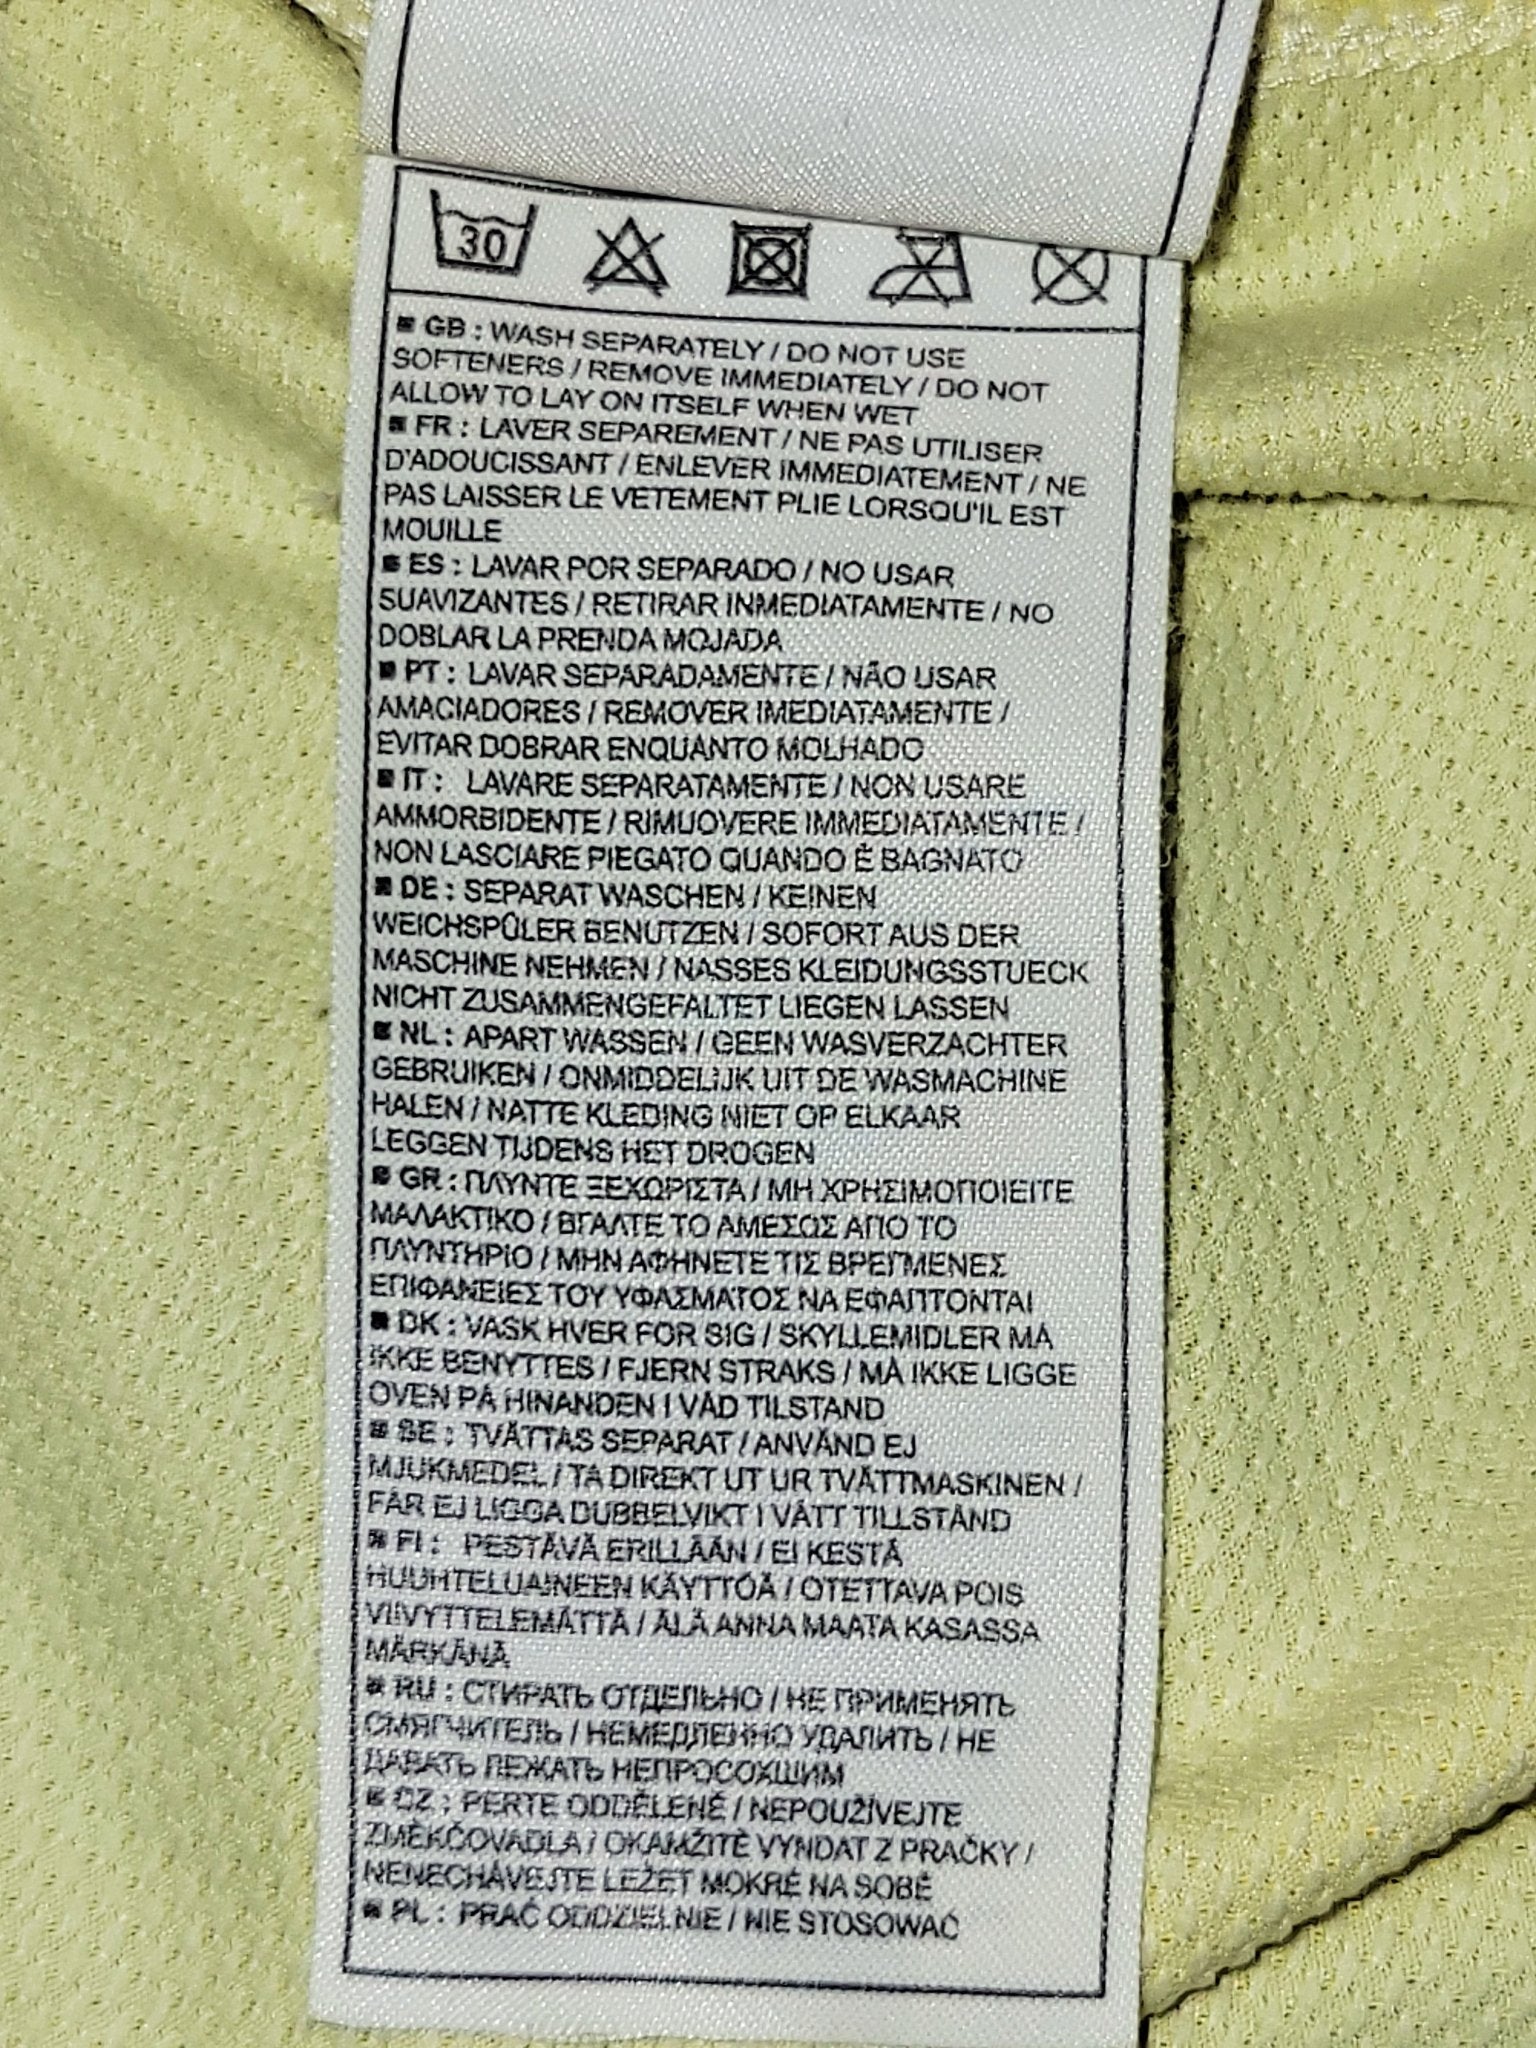 30
■ GB : WASH SEPARATELY / DO NOT USE
SOFTENERS / REMOVE IMMEDIATELY / DO NOT
ALLOW TO LAY ON ITSELF WHEN WET
■ FR : LAVER SEPAREMENT / NE PAS UTILISER
D'ADOUCISSANT / ENLEVER IMMEDIATEMENT / NE
PAS LAISSER LE VETEMENT PLIE LORSQU'IL EST
MOUILLE
■ ES : LAVAR POR SEPARADO / NO USAR
SUAVIZANTES / RETIRAR INMEDIATAMENTE / NO
DOBLAR LA PRENDA MOJADA
■ PT : LAVAR SEPARADAMENTE / NÃO USAR
AMACIADORES / REMOVER IMEDIATAMENTE /
EVITAR DOBRAR ENQUANTO MOLHADO
■ IT : LAVARE SEPARATAMENTE / NON USARE
AMMORBIDENTE / RIMUOVERE IMMEDIATAMENTE /
NON LASCIARE PIEGATO QUANDO È BAGNATO
■ DE : SEPARAT WASCHEN / KEINEN
WEICHSPÜLER BENUTZEN / SOFORT AUS DER
MASCHINE NEHMEN / NASSES KLEIDUNGSSTUECK
NICHT ZUSAMMENGEFALTET LIEGEN LASSEN
■ NL : APART WASSEN / GEEN WASVERZACHTER
GEBRUIKEN / ONMIDDELIJK UIT DE WASMACHINE
HALEN / NATTE KLEDING NIET OP ELKAAR
LEGGEN TIJDENS HET DROGEN
■ GR : ΠΛΥΝΤΕ ΞΕΧΩΡΙΣΤΑ / ΜΗ ΧΡΗΣΙΜΟΠΟΙΕΙΤΕ
ΜΑΛΑΚΤΙΚΟ / ΒΓΑΛΤΕ ΤΟ ΑΜΕΣΩΣ ΑΠΟ ΤΟ
ΠΛΥΝΤΗΡΙΟ / ΜΗΝ ΑΦΗΝΕΤΕ ΤΙΣ ΒΡΕΓΜΕΝΕΣ
ΕΠΙΦΑΝΕΙΕΣ ΤΟΥ ΥΦΑΣΜΑΤΟΣ ΝΑ ΕΦΑΠΤΟΝΤΑΙ
■ DK : VASK HVER FOR SIG / SKYLLEMIDLER MÅ
IKKE BENYTTES / FJERN STRAKS / MÅ IKKE LIGGE
OVEN PÅ HINANDEN I VÅD TILSTAND
■ SE : TVÄTTAS SEPARAT / ANVÄND EJ
MJUKMEDEL / TA DIREKT UT UR TVÄTTMASKINEN /
FÅR EJ LIGGA DUBBELVIKT I VÅTT TILLSTÅND
■ FI : PESTÄVÄ ERILLÄÄN / EI KESTÄ
HUUHTELUAINEEN KÄYTTÖÄ / OTETTAVA POIS
VIIVYTTELEMÄTTÄ / ÄLÄ ANNA MAATA KASASSA
MÄRKÄNÄ
■ RU : СТИРАТЬ ОТДЕЛЬНО / НЕ ПРИМЕНЯТЬ
СМЯГЧИТЕЛЬ / НЕМЕДЛЕННО УДАЛИТЬ / НЕ
ДАВАТЬ ЛЕЖАТЬ НЕПРОСОХШИМ
■ CZ : PERTE ODDĚLENĚ / NEPOUŽÍVEJTE
ZMĚKČOVADLA / OKAMŽITĚ VYNDAT Z PRAČKY /
NENECHÁVEJTE LEŽET MOKRÉ NA SOBĚ
■ PL : PRAĆ ODDZIELNIE / NIE STOSOWAĆ